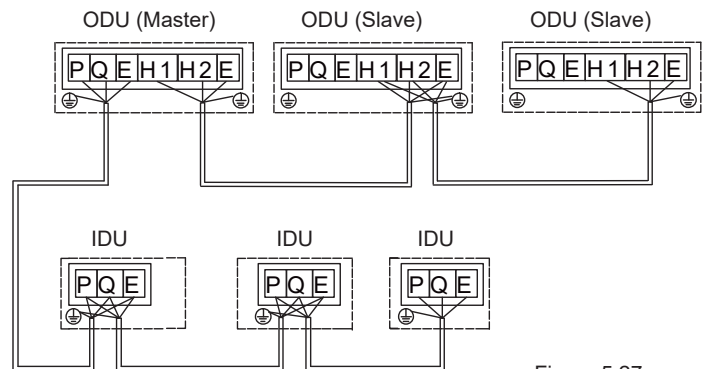 ODU (Master) ODU (Slave) ODU (Slave)
P Q E H1 H2 E P Q E H1 H2 E P Q E H1 H2 E
IDU IDU IDU
P Q E P Q E P Q E